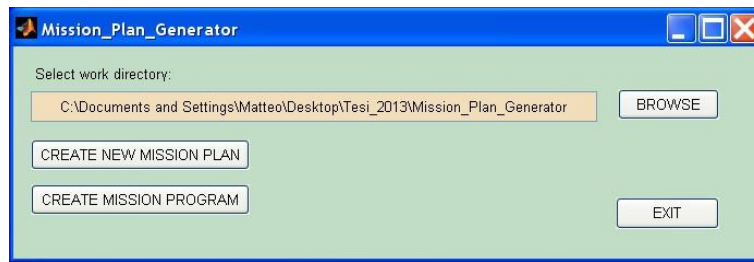 Mission_Plan_Generator
Select work directory:
C:\Documents and Settings\Matteo\Desktop\Tesi_2013\Mission_Plan_Generator
BROWSE
CREATE NEW MISSION PLAN
CREATE MISSION PROGRAM
EXIT